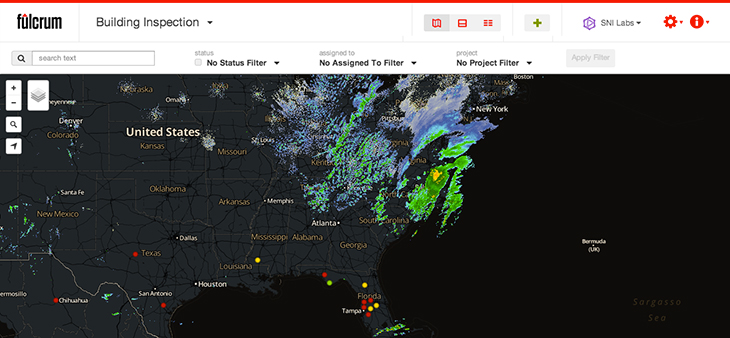 fulcrum
Building Inspection
SNI Labs
search text
status
No Status Filter
assigned to
No Assigned To Filter
project
No Project Filter
Apply Filter
Boston
Nebraska
Omaha
New York
Denver
Colorado
United States
Kansas
St. Louis
Missouri
Santa Fe
Oklahoma
Arkansas
Memphis
New Mexico
Atlanta
South Carolina
Dallas
Mississippi
Alabama
Georgia
Texas
Louisiana
Bermuda
(UK)
Houston
San Antonio
Chihuahua
Florida
Tampa
Sargasso
Sea